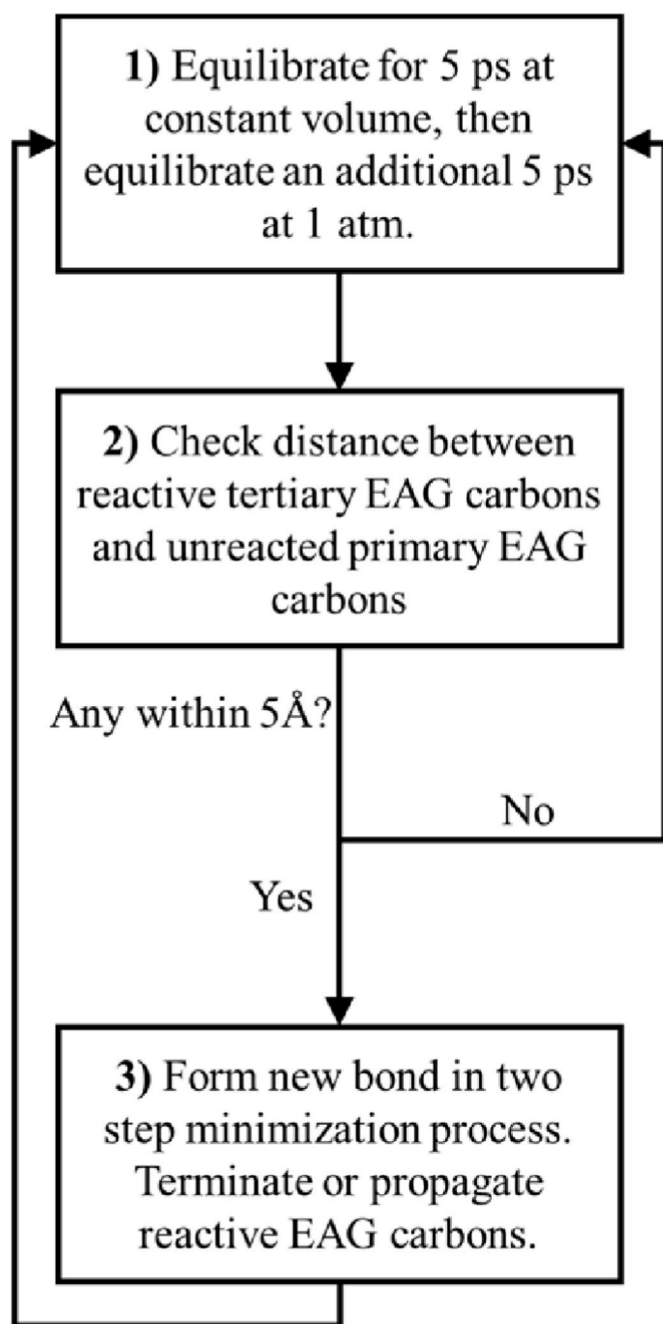 1) Equilibrate for 5 ps at
constant volume, then
equilibrate an additional 5 ps
at 1 atm.
2) Check distance between
reactive tertiary EAG carbons
and unreacted primary EAG
carbons
Any within 5Å?
No
Yes
3) Form new bond in two
step minimization process.
Terminate or propagate
reactive EAG carbons.